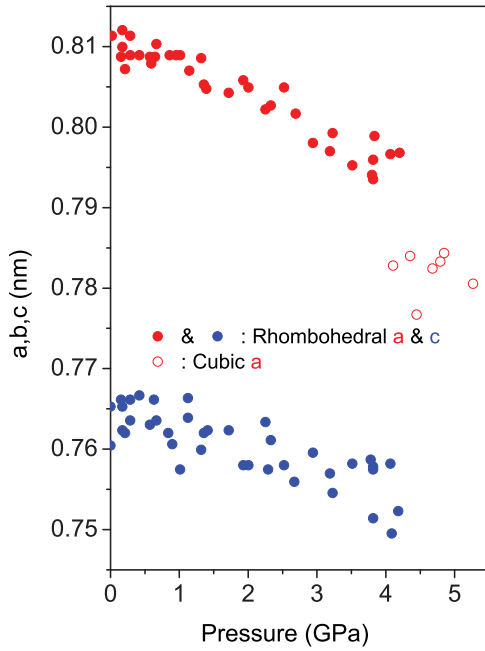 0.81
0.80
0.79
0.78
0.77
0.76
0.75
a,b,c (nm)
& : Rhombohedral a & c
: Cubic a
0 1 2 3 4 5
Pressure (GPa)